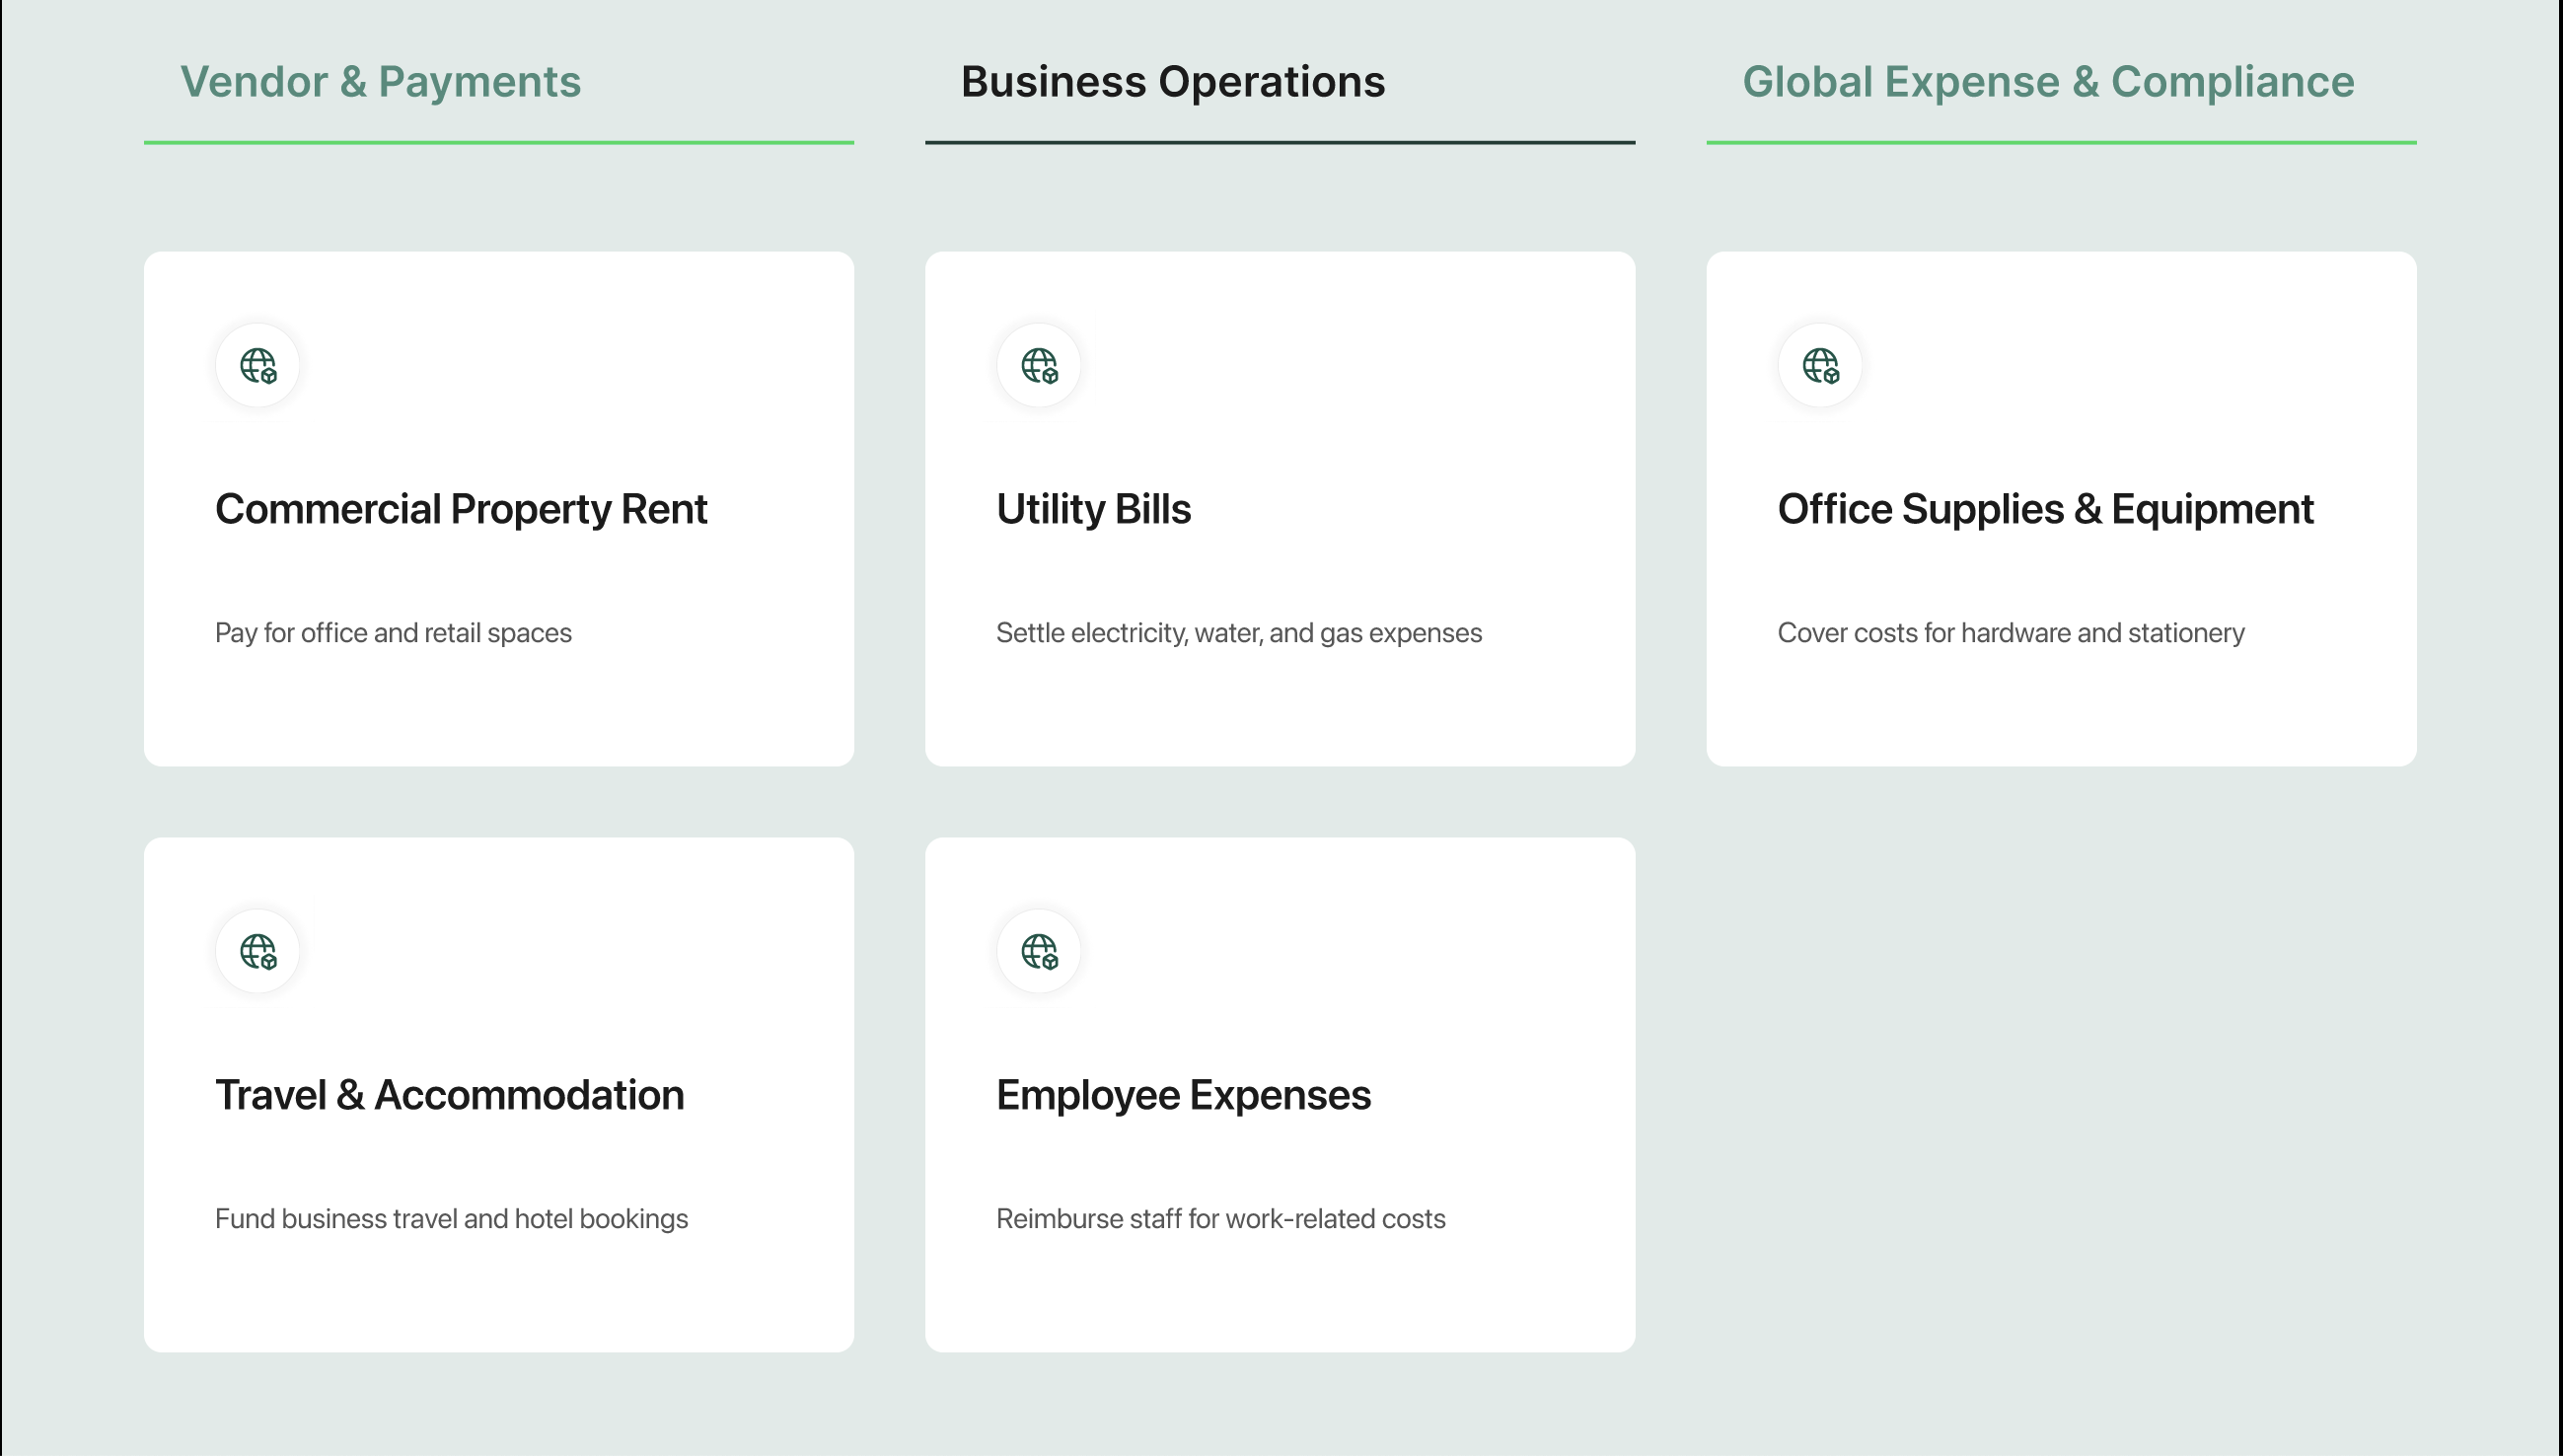 Vendor & Payments
Business Operations
Global Expense & Compliance
Commercial Property Rent
Pay for office and retail spaces
Utility Bills
Settle electricity, water, and gas expenses
Office Supplies & Equipment
Cover costs for hardware and stationery
Travel & Accommodation
Fund business travel and hotel bookings
Employee Expenses
Reimburse staff for work-related costs